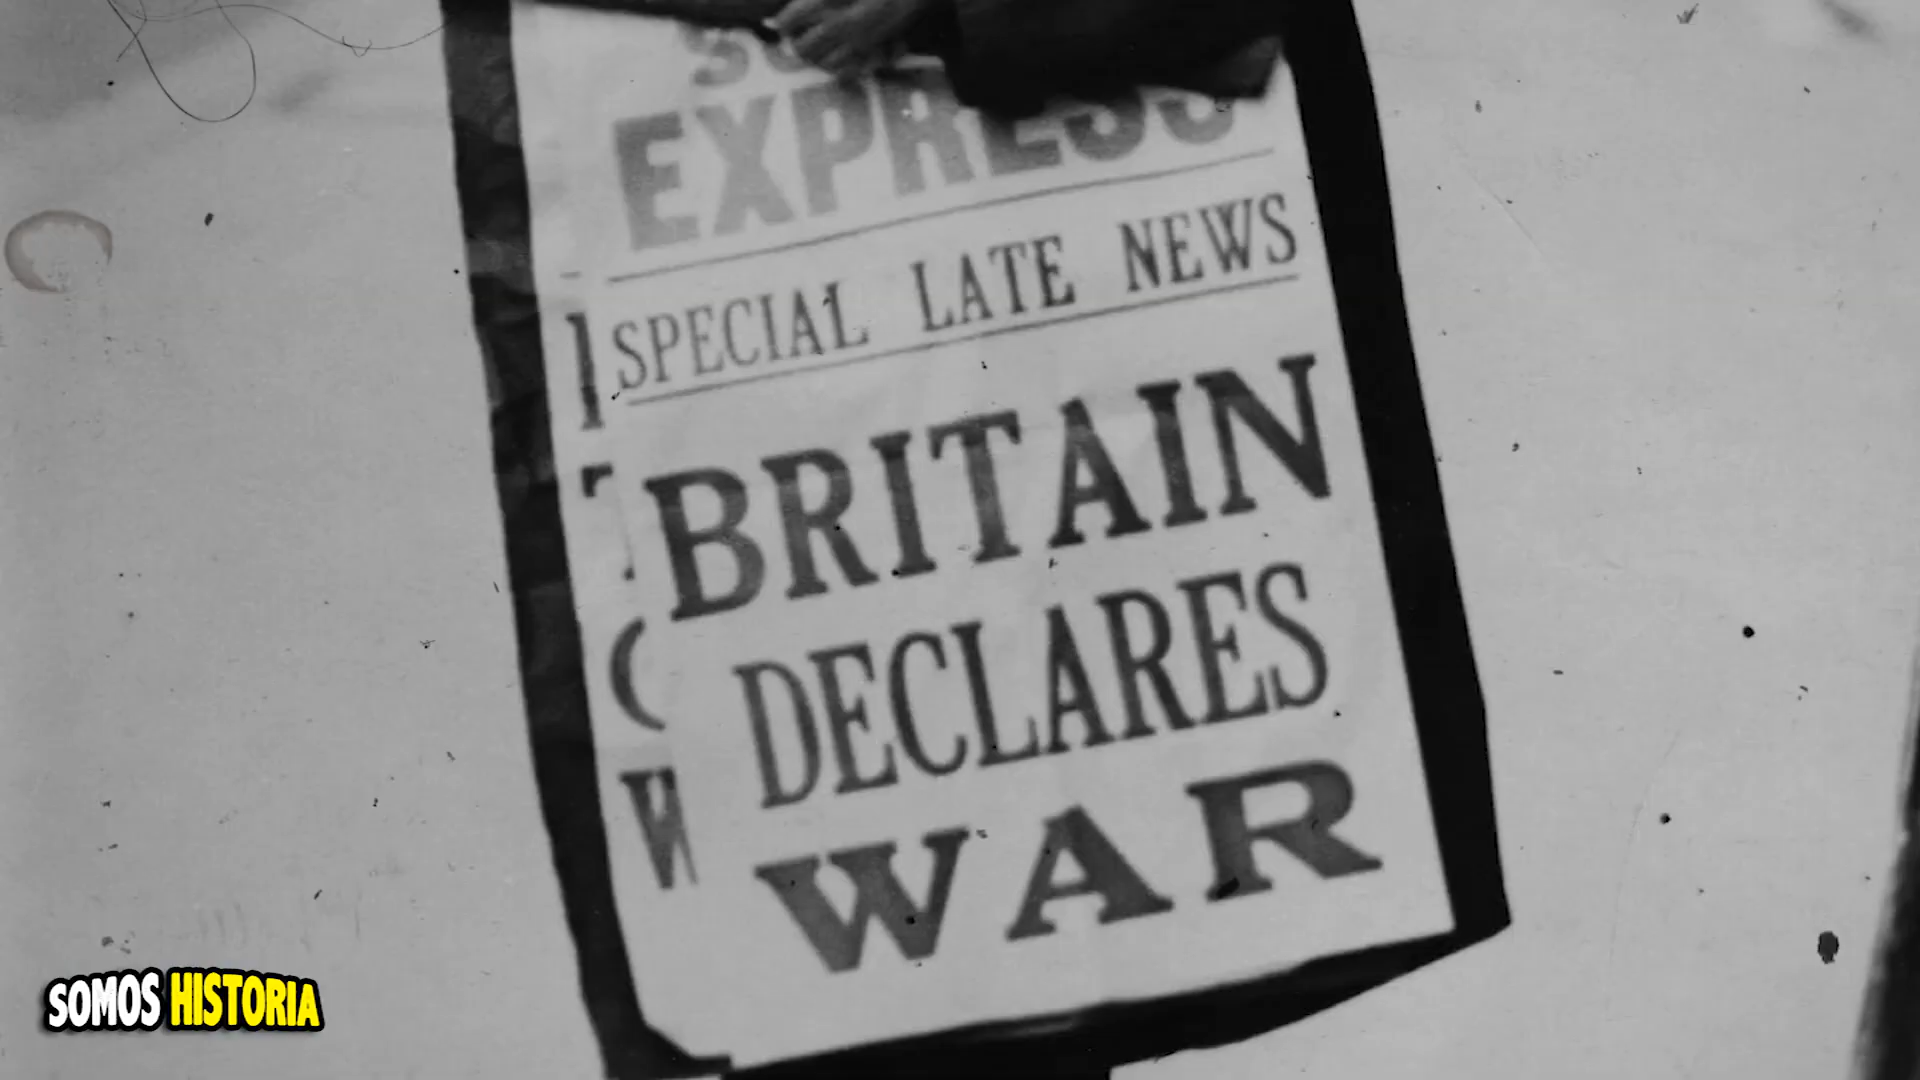 EXPRESS
SPECIAL LATE NEWS
BRITAIN
DECLARES
WAR
SOMOS HISTORIA